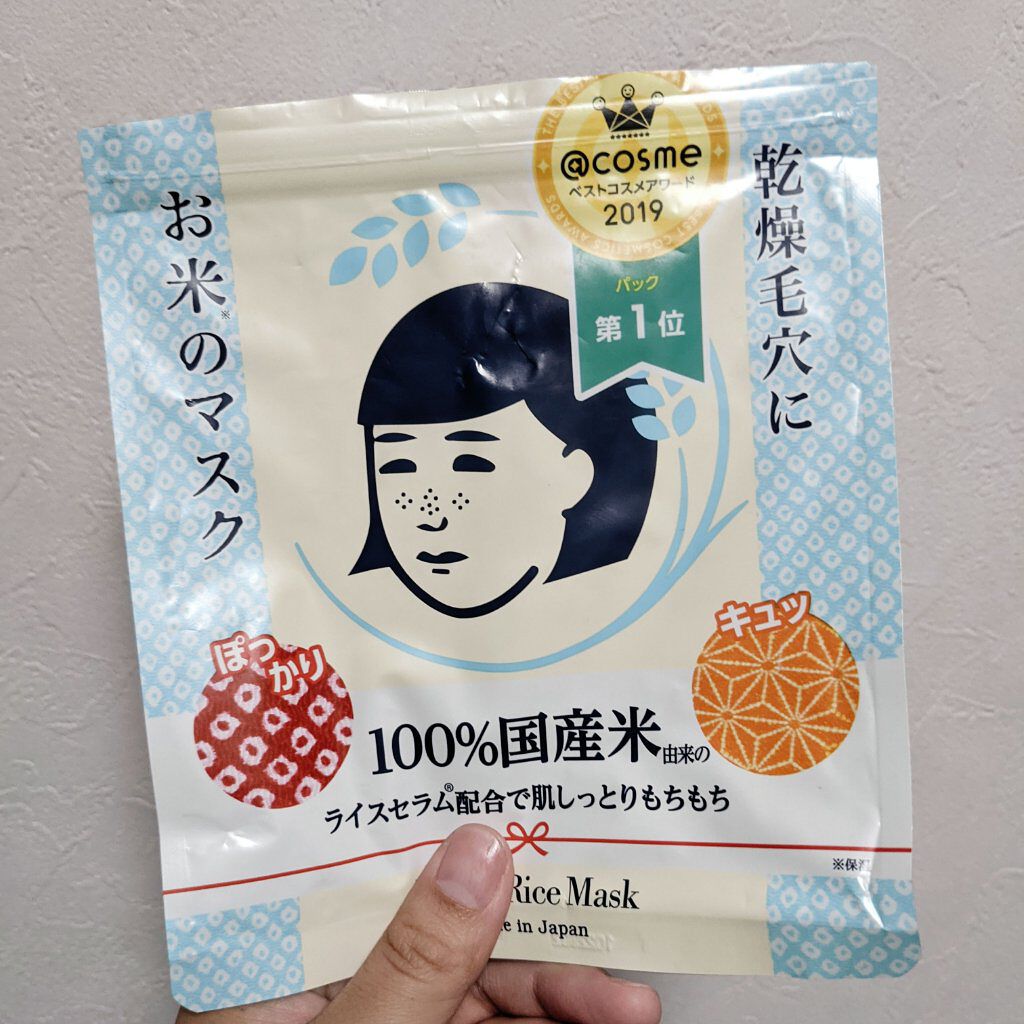 @cosme
ベストコスメアワード
2019
パック
第1位
乾燥毛穴に
お米※のマスク
ぽっかり
キュッ
100%国産米由来の
ライスセラム®配合で肌しっとりもちもち
※保湿
Rice Mask
in Japan